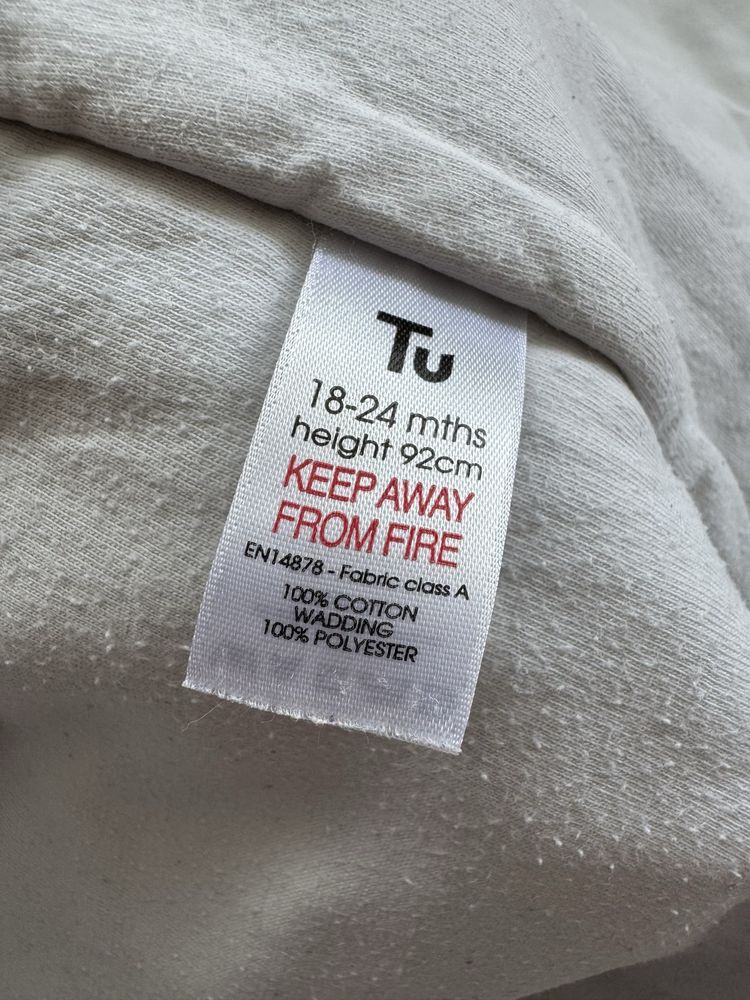 Tu
18-24 mths
height 92cm
KEEP AWAY
FROM FIRE
EN14878 - Fabric class A
100% COTTON
WADDING
100% POLYESTER